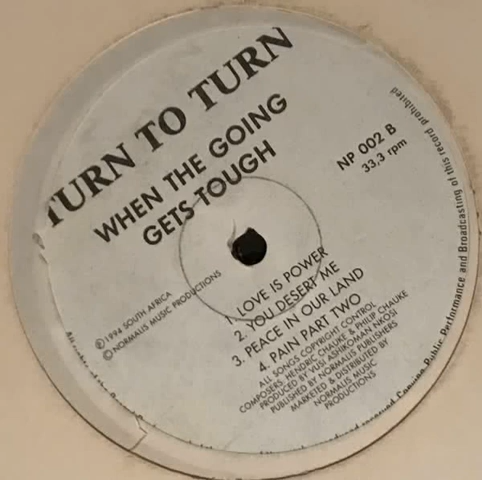 TURN TO TURN
WHEN THE GOING
GETS TOUGH
NP 002 B
33,3 rpm
℗1994 SOUTH AFRICA
©NORMALIS MUSIC PRODUCTIONS
1. LOVE IS POWER
2. YOU DESERT ME
3. PEACE IN OUR LAND
4. PAIN PART TWO
ALL SONGS COPYRIGHT CONTROL
COMPOSERS HENDRIC CHAUKE & PHILIP CHAUKE
PRODUCED BY VUSI ASHIKOMAN NKOSI
PUBLISHED BY NORMALIS PUBLISHERS
MARKETED & DISTRIBUTED BY
NORMALIS MUSIC
PRODUCTIONS
reserved Copying Public Performance and Broadcasting of this record prohibited